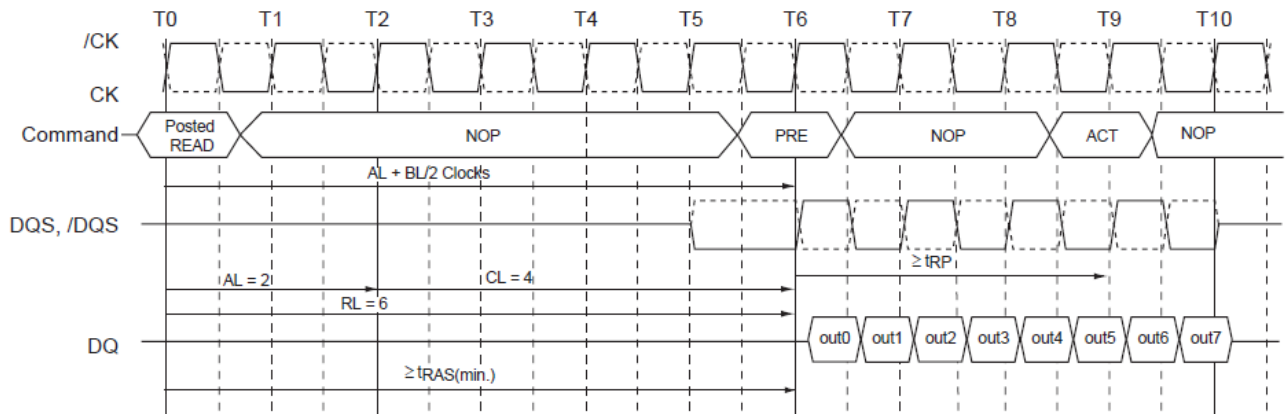 T0 T1 T2 T3 T4 T5 T6 T7 T8 T9 T10
/CK
CK
Command
Posted READ
NOP
PRE
NOP
ACT
NOP
AL + BL/2 Clocks
DQS, /DQS
≥ tRP
AL = 2
CL = 4
RL = 6
DQ
out0 out1 out2 out3 out4 out5 out6 out7
≥ tRAS(min.)